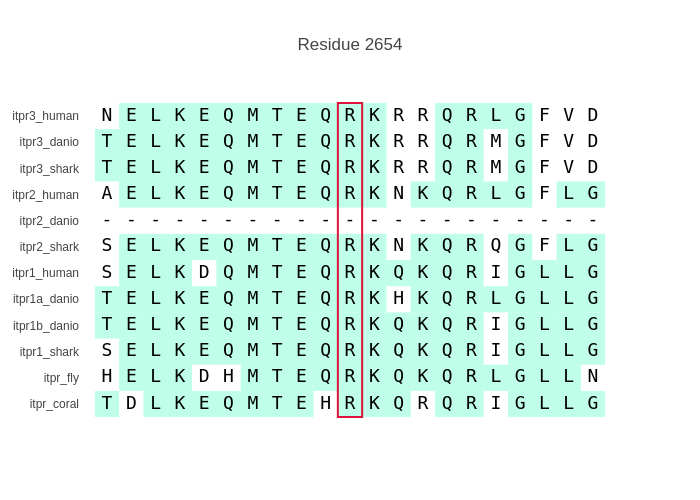 Residue 2654
itpr3_human N E L K E Q M T E Q R K R R Q R L G F V D
itpr3_danio T E L K E Q M T E Q R K R R Q R M G F V D
itpr3_shark T E L K E Q M T E Q R K R R Q R M G F V D
itpr2_human A E L K E Q M T E Q R K N K Q R L G F L G
itpr2_danio - - - - - - - - - - - - - - - - - - - - -
itpr2_shark S E L K E Q M T E Q R K N K Q R Q G F L G
itpr1_human S E L K D Q M T E Q R K Q K Q R I G L L G
itpr1a_danio T E L K E Q M T E Q R K H K Q R L G L L G
itpr1b_danio T E L K E Q M T E Q R K Q K Q R I G L L G
itpr1_shark S E L K E Q M T E Q R K Q K Q R I G L L G
itpr_fly H E L K D H M T E Q R K Q K Q R L G L L N
itpr_coral T D L K E Q M T E H R K Q R Q R I G L L G